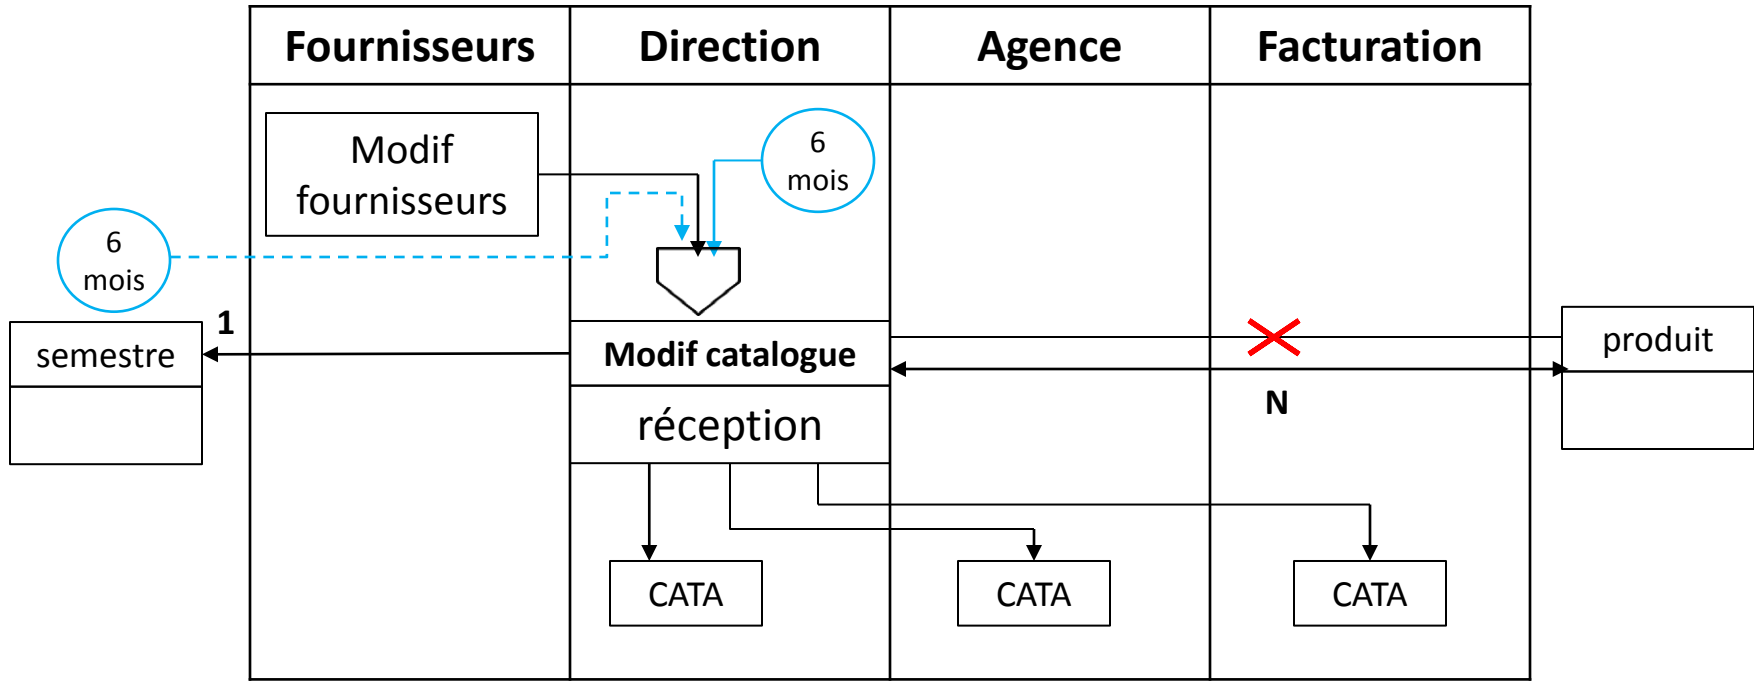 Fournisseurs
Direction
Agence
Facturation
Modif
fournisseurs
6
mois
6
mois
1
semestre
Modif catalogue
produit
N
réception
CATA
CATA
CATA